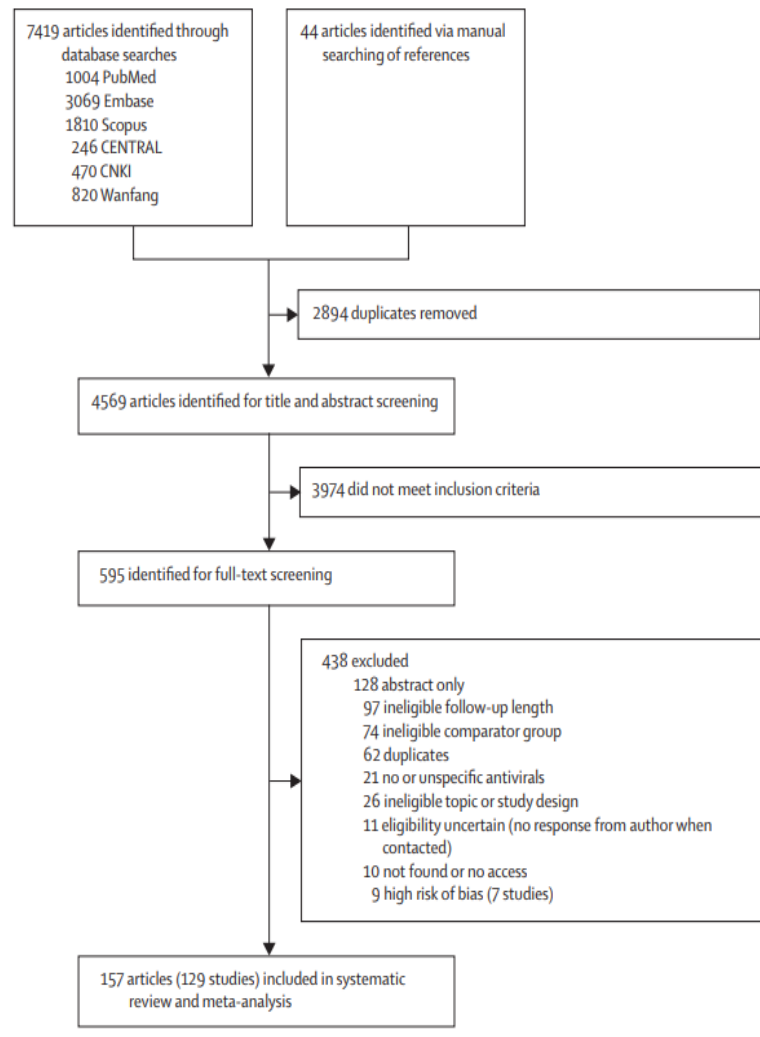 7419 articles identified through
database searches
1004 PubMed
3069 Embase
1810 Scopus
246 CENTRAL
470 CNKI
820 Wanfang
44 articles identified via manual
searching of references
2894 duplicates removed
4569 articles identified for title and abstract screening
3974 did not meet inclusion criteria
595 identified for full-text screening
438 excluded
128 abstract only
97 ineligible follow-up length
74 ineligible comparator group
62 duplicates
21 no or unspecific antivirals
26 ineligible topic or study design
11 eligibility uncertain (no response from author when
contacted)
10 not found or no access
9 high risk of bias (7 studies)
157 articles (129 studies) included in systematic
review and meta-analysis